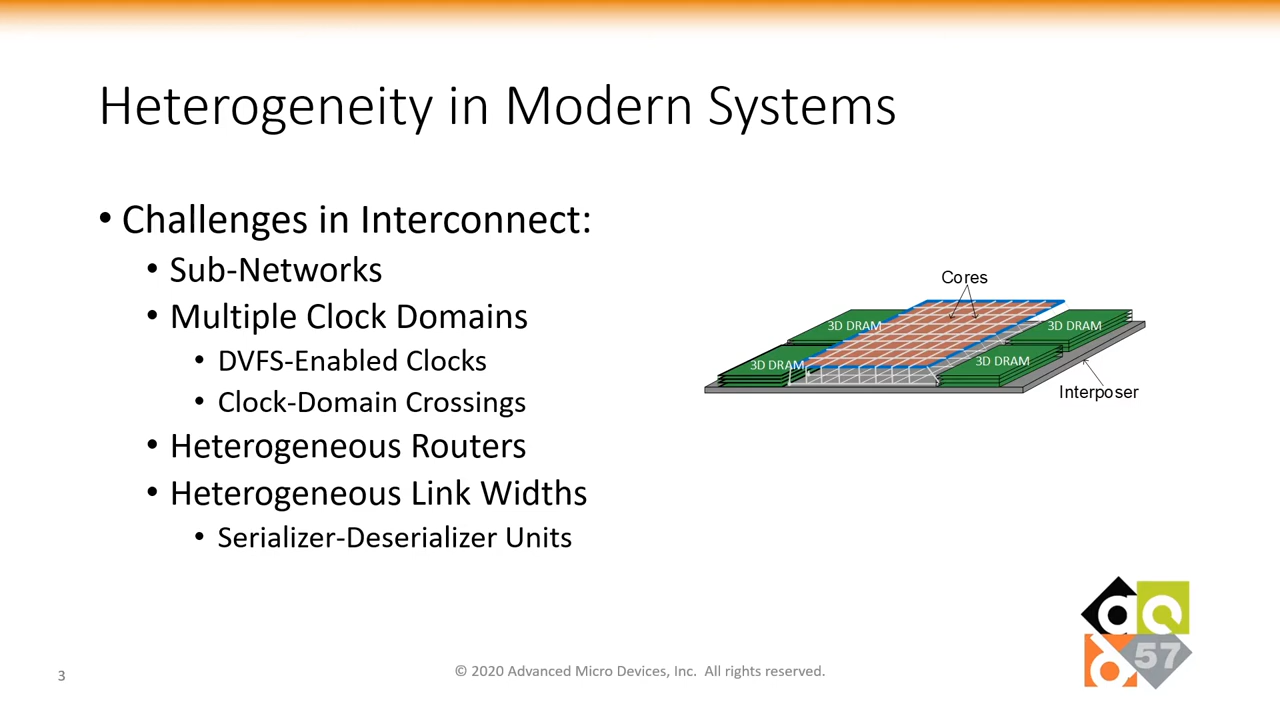 Heterogeneity in Modern Systems
• Challenges in Interconnect:
• Sub-Networks
• Multiple Clock Domains
• DVFS-Enabled Clocks
• Clock-Domain Crossings
• Heterogeneous Routers
• Heterogeneous Link Widths
• Serializer-Deserializer Units
Cores
3D DRAM
3D DRAM
3D DRAM
3D DRAM
Interposer
57
3
© 2020 Advanced Micro Devices, Inc. All rights reserved.